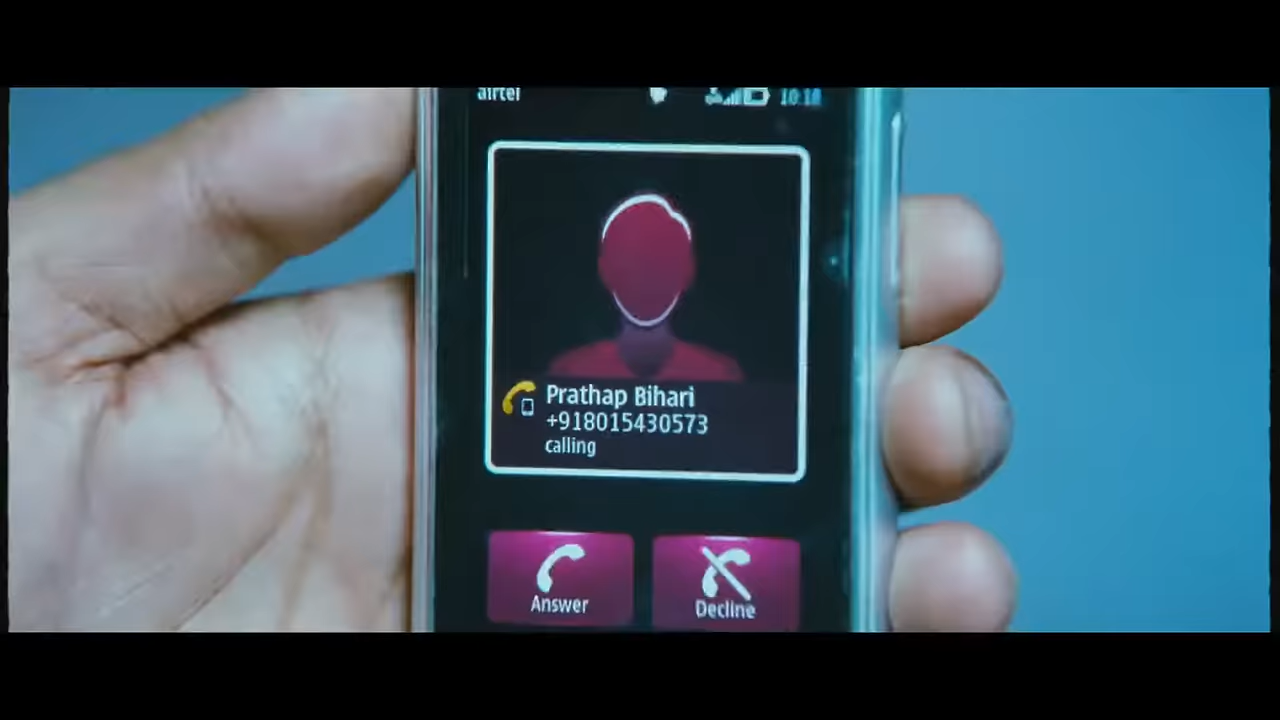 airtel
10:18
Prathap Bihari
+918015430573
calling
Answer
Decline